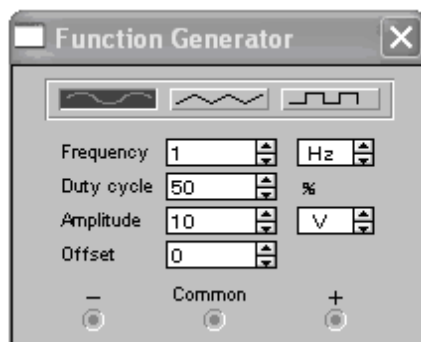 Function Generator
Frequency 1 Hz
Duty cycle 50 %
Amplitude 10 V
Offset 0
− Common +